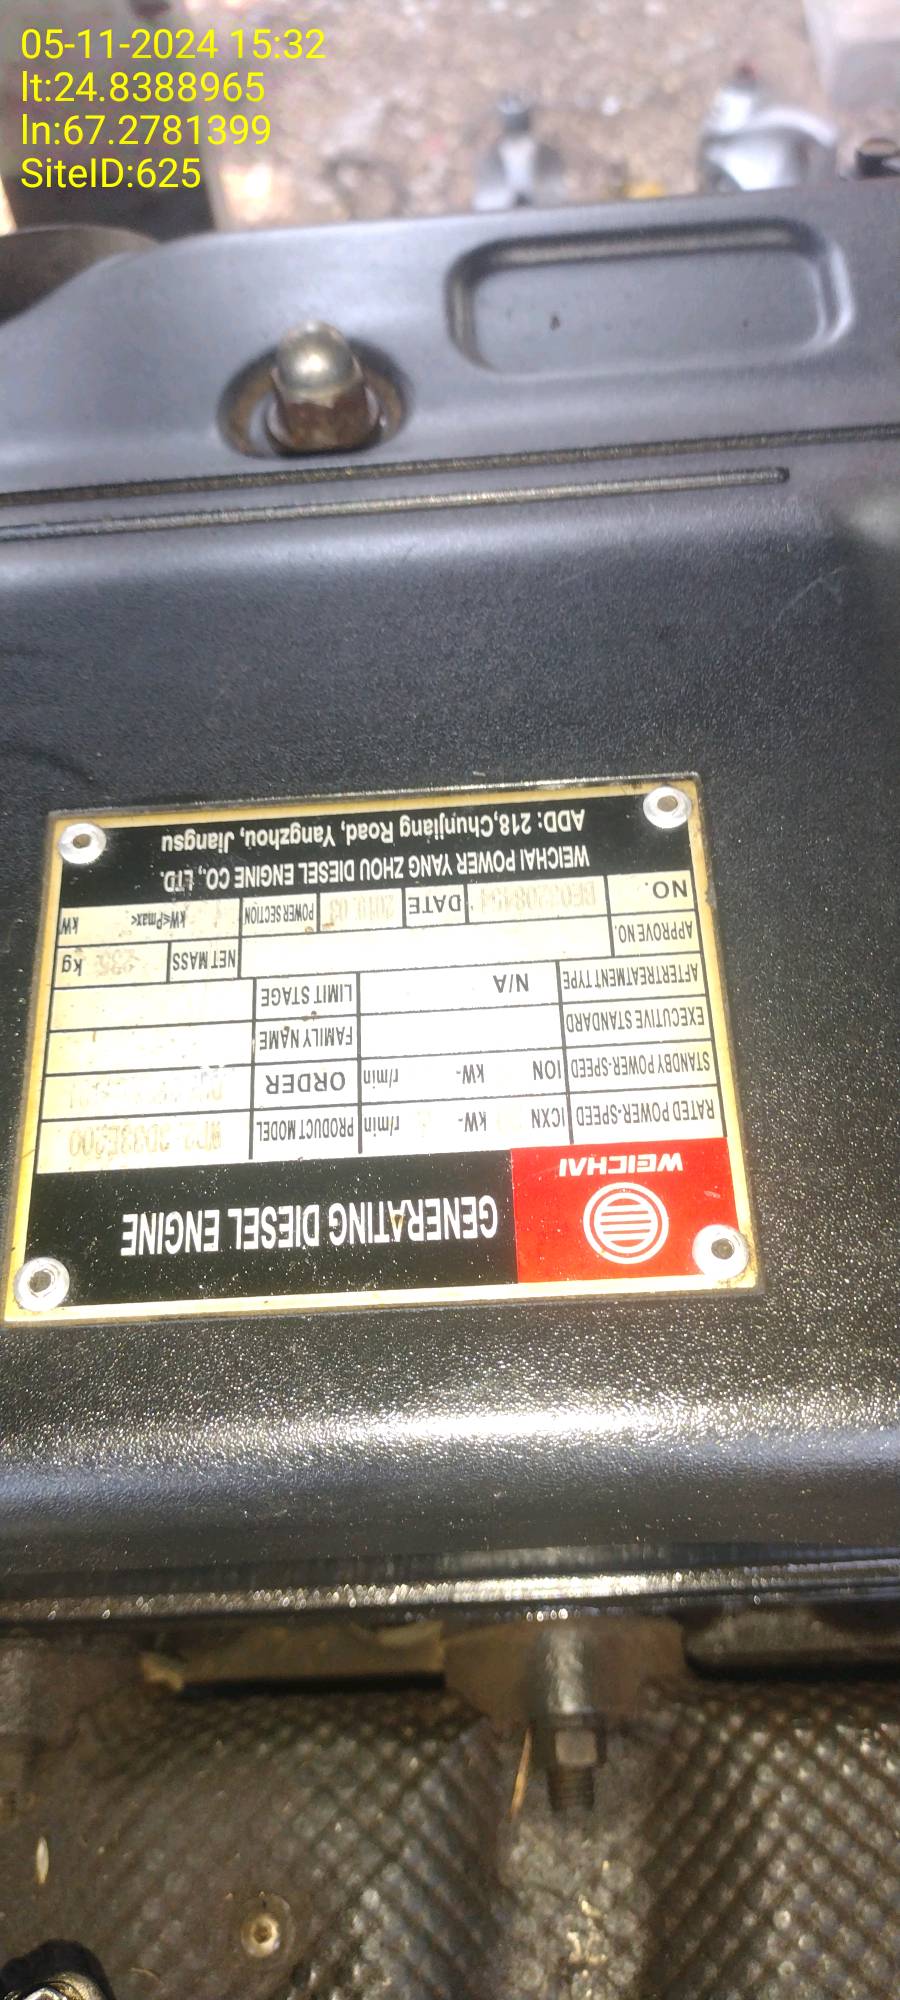 05-11-2024 15:32
lt:24.8388965
ln:67.2781399
SiteID:625
WEICHAI
GENERATING DIESEL ENGINE
RATED POWER-SPEED ICXN kW- r/min PRODUCT MODEL
STANDBY POWER-SPEED ION kW- r/min ORDER
EXECUTIVE STANDARD FAMILY NAME
AFTERTREATMENT TYPE N/A LIMIT STAGE
APPROVE NO. NET MASS 235 kg
NO. DATE 2019.03 POWER SECTION kW≤Pmax< kW
WEICHAI POWER YANG ZHOU DIESEL ENGINE CO., LTD.
ADD: 218,Chunjiang Road, Yangzhou, Jiangsu